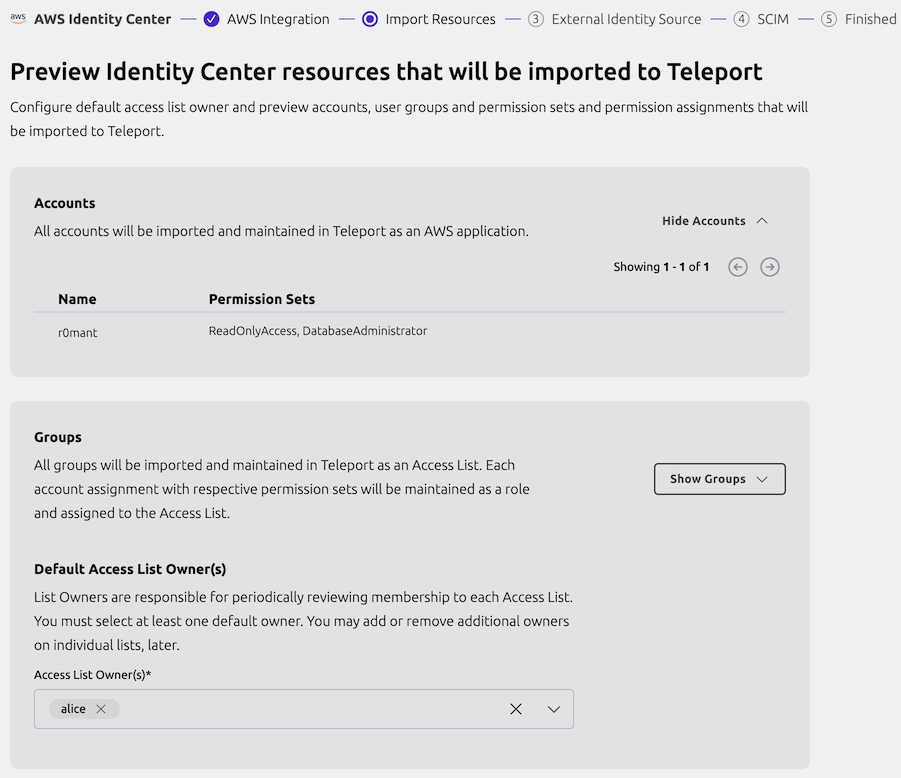 aws AWS Identity Center AWS Integration Import Resources 3 External Identity Source 4 SCIM 5 Finished
Preview Identity Center resources that will be imported to Teleport
Configure default access list owner and preview accounts, user groups and permission sets and permission assignments that will
be imported to Teleport.
Accounts
All accounts will be imported and maintained in Teleport as an AWS application.
Hide Accounts
Showing 1 - 1 of 1
Name Permission Sets
r0mant ReadOnlyAccess, DatabaseAdministrator
Groups
All groups will be imported and maintained in Teleport as an Access List. Each
account assignment with respective permission sets will be maintained as a role
and assigned to the Access List.
Show Groups
Default Access List Owner(s)
List Owners are responsible for periodically reviewing membership to each Access List.
You must select at least one default owner. You may add or remove additional owners
on individual lists, later.
Access List Owner(s)*
alice